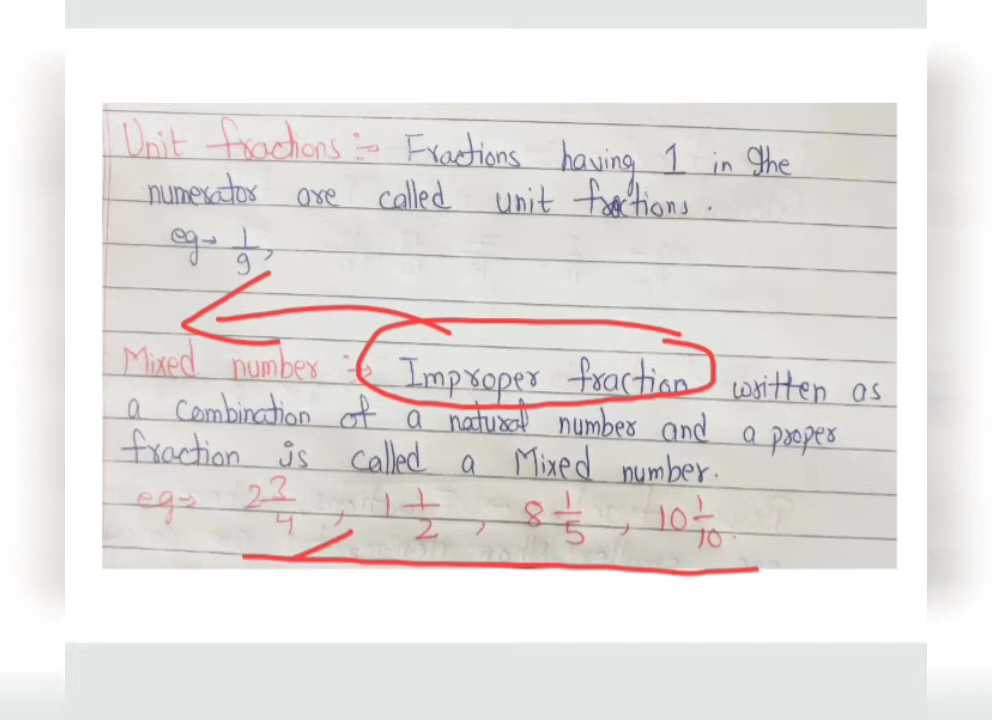 Unit fractions :- Fractions having 1 in the
numerator are called unit fractions.
eg→ 1/9,
Mixed number :- Improper fraction written as
a combination of a natural number and a proper
fraction is called a Mixed number.
eg→ 2 3/4, 1 1/2, 8 1/5, 10 1/10.